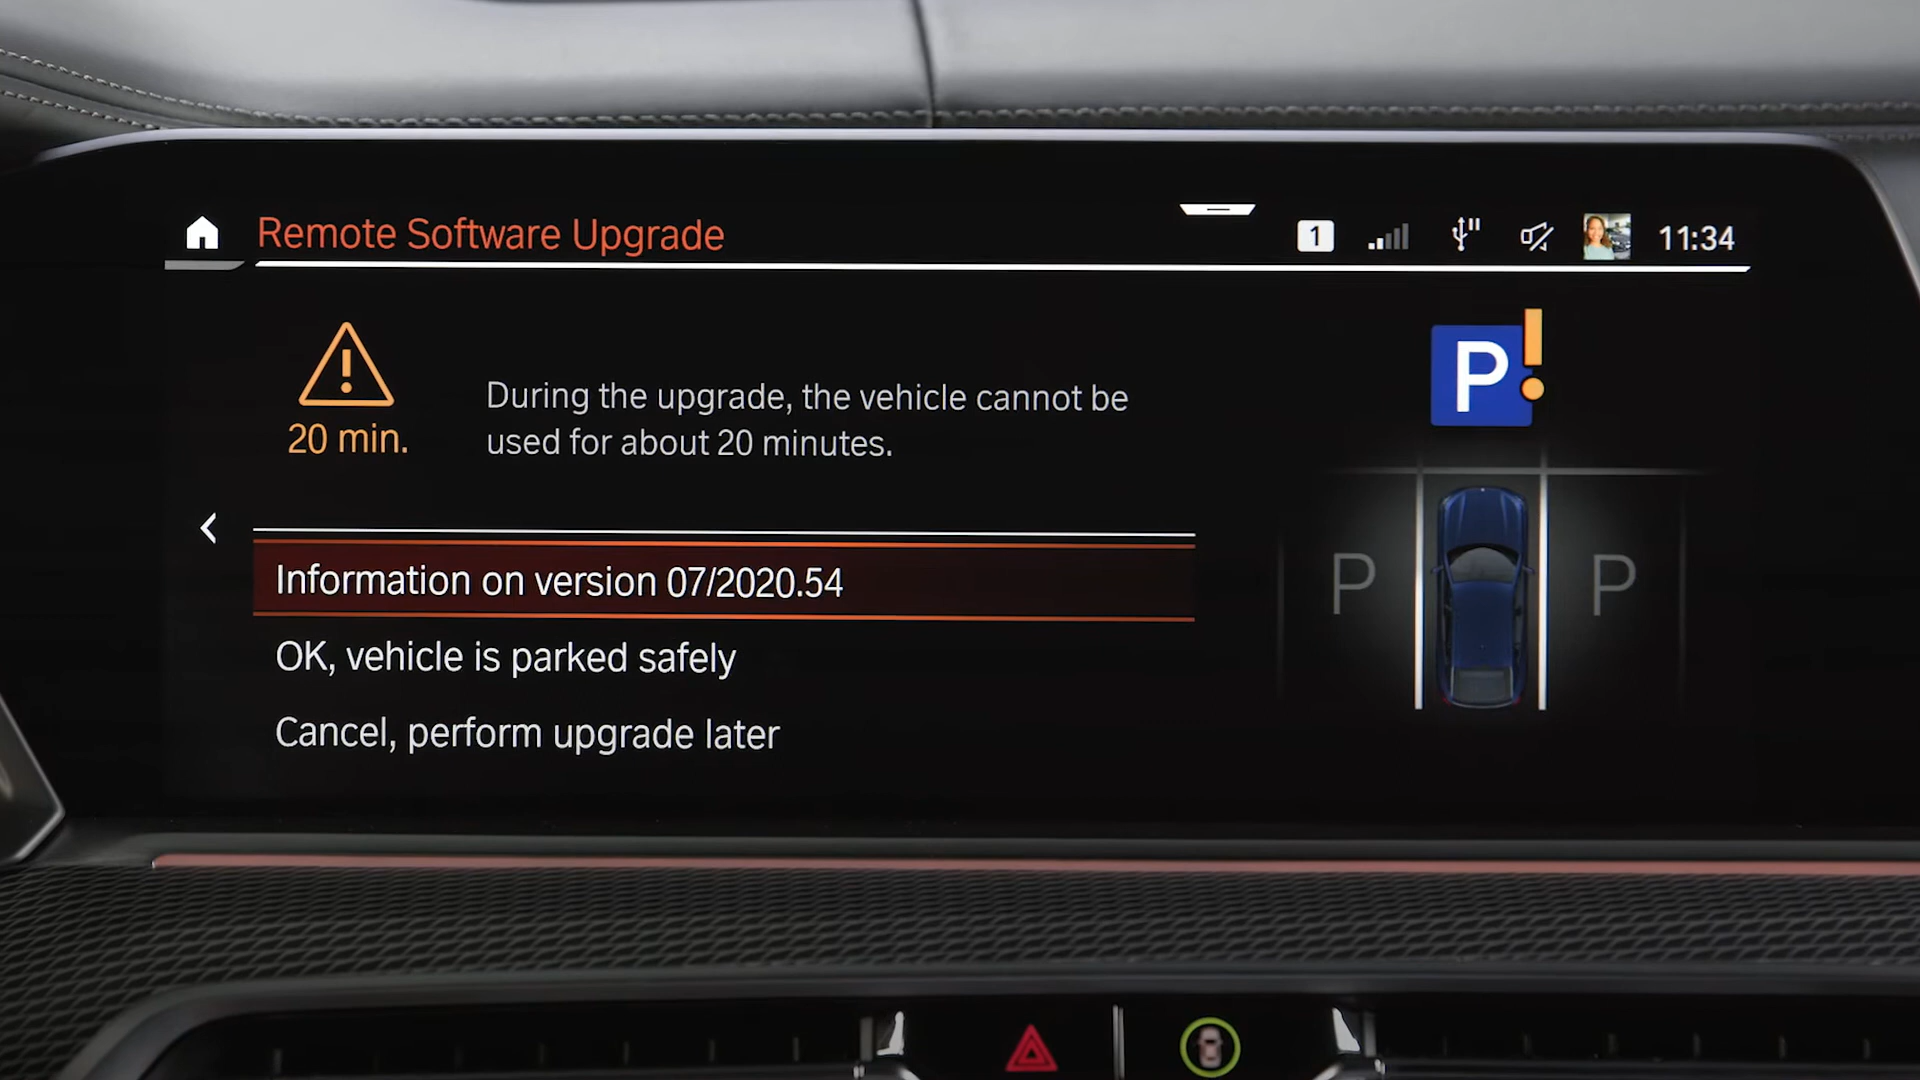 Remote Software Upgrade
1
11:34
20 min.
During the upgrade, the vehicle cannot be
used for about 20 minutes.
P
P
P
Information on version 07/2020.54
OK, vehicle is parked safely
Cancel, perform upgrade later